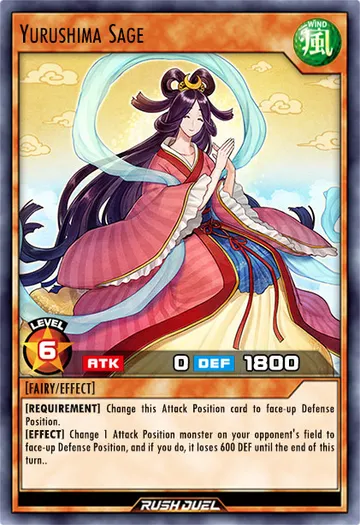 Yurushima Sage
WIND
風
LEVEL
6
ATK 0 DEF 1800
[FAIRY/EFFECT]
[REQUIREMENT] Change this Attack Position card to face-up Defense
Position.
[EFFECT] Change 1 Attack Position monster on your opponent's field to
face-up Defense Position, and if you do, it loses 600 DEF until the end of
this turn..
RUSH DUEL